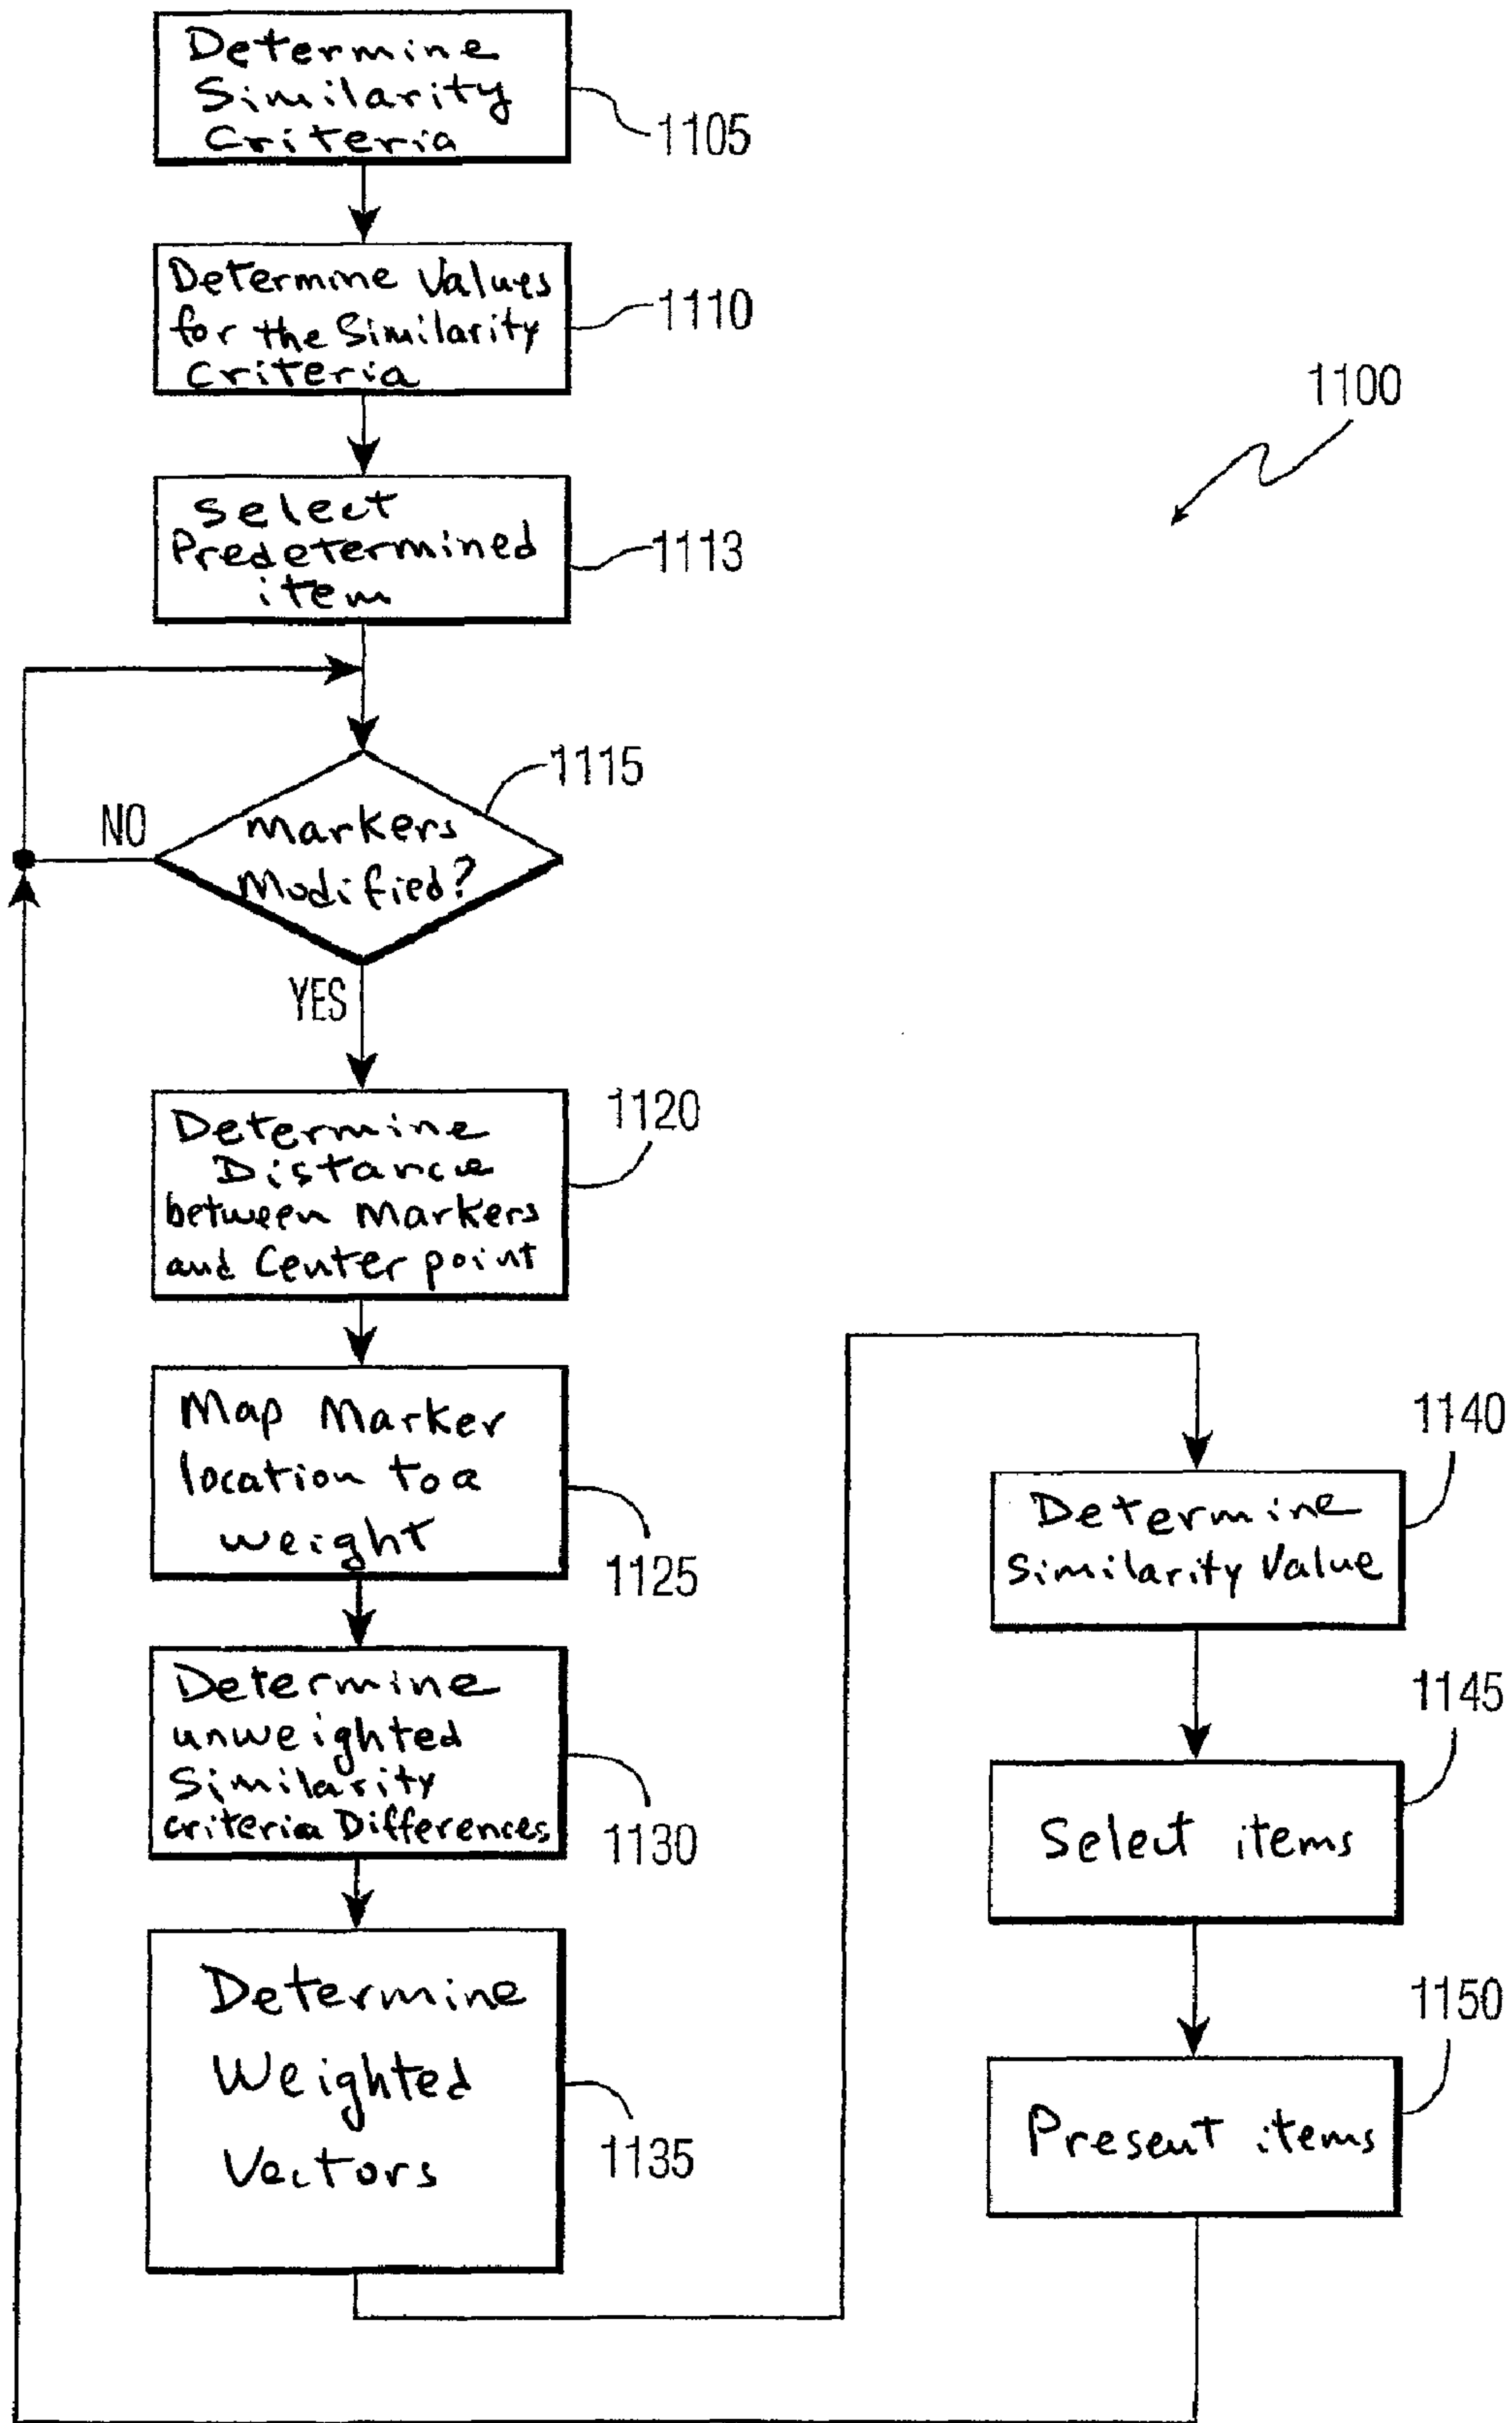 Determine
Similarity
Criteria
1105
Determine Values
for the Similarity
Criteria
1110
1100
Select
Predetermined
item
1113
1115
NO
Markers
Modified?
YES
1120
Determine
Distance
between Markers
and Center point
Map Marker
location to a
weight
1125
Determine
unweighted
Similarity
criteria Differences
1130
Determine
Weighted
Vectors
1135
1140
Determine
Similarity Value
1145
Select items
1150
Present items